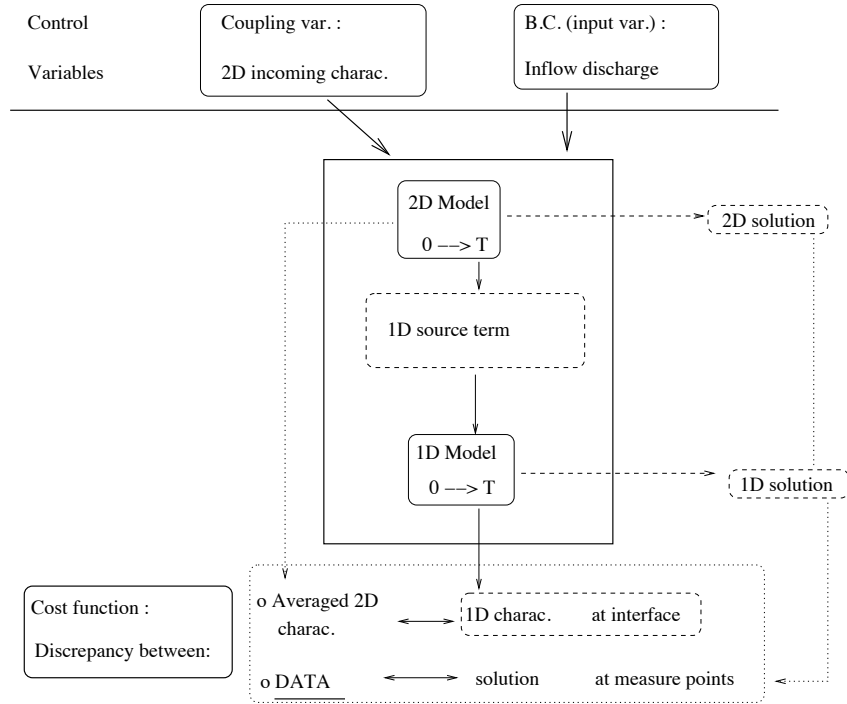 Control
Variables
Coupling var. :
2D incoming charac.
B.C. (input var.) :
Inflow discharge
2D Model
0 --> T
2D solution
1D source term
1D Model
0 --> T
1D solution
Cost function :
Discrepancy between:
o Averaged 2D
charac.
1D charac. at interface
o DATA
solution at measure points